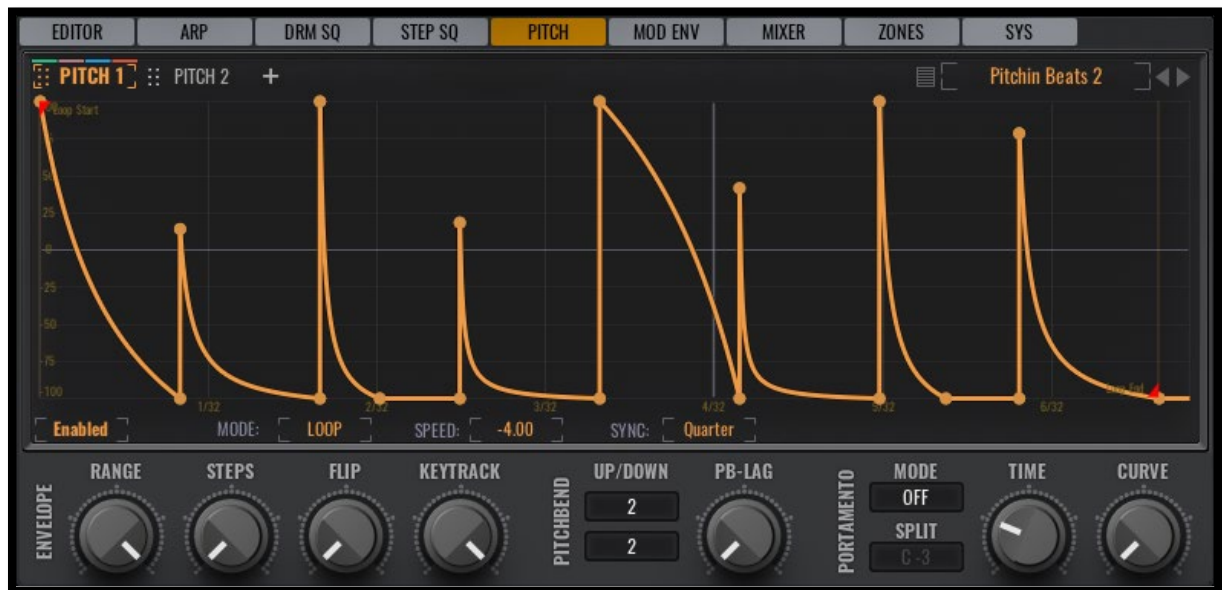 EDITOR ARP DRM SQ STEP SQ PITCH MOD ENV MIXER ZONES SYS
PITCH 1 PITCH 2 + Pitchin Beats 2
Loop Start
50
25
0
-25
-50
-75
-100
1/32 2/32 3/32 4/32 5/32 6/32
Loop End
Enabled MODE: LOOP SPEED: -4.00 SYNC: Quarter
ENVELOPE
RANGE STEPS FLIP KEYTRACK
PITCHBEND
UP/DOWN PB-LAG
2
2
PORTAMENTO
MODE TIME CURVE
OFF
SPLIT
C -3